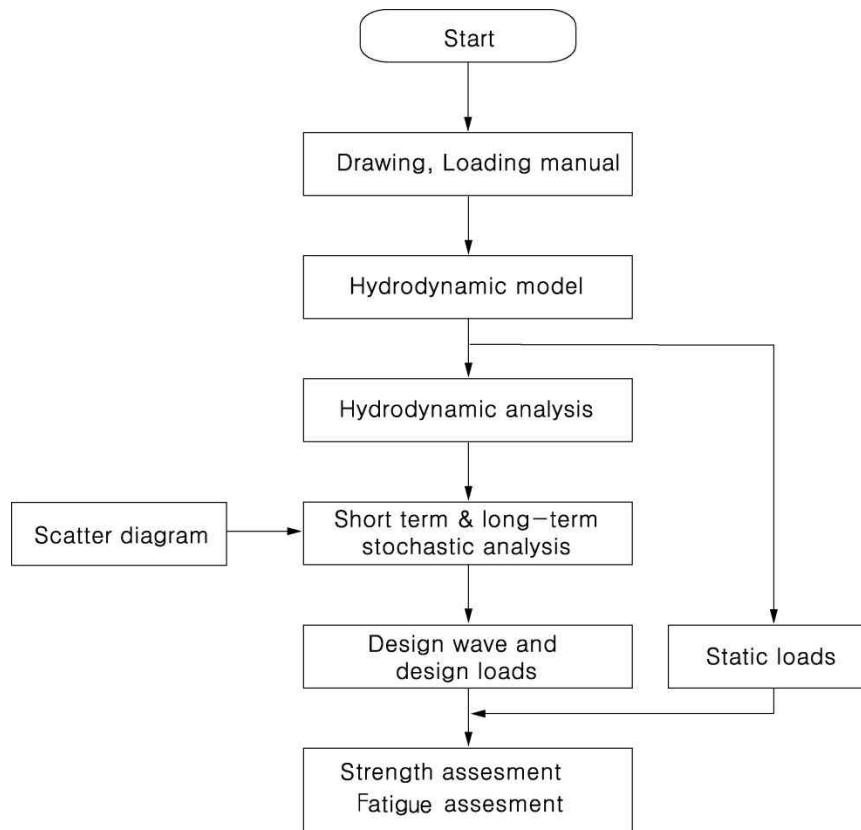 Start
Drawing, Loading manual
Hydrodynamic model
Hydrodynamic analysis
Scatter diagram
Short term & long-term
stochastic analysis
Design wave and
design loads
Static loads
Strength assesment
Fatigue assesment